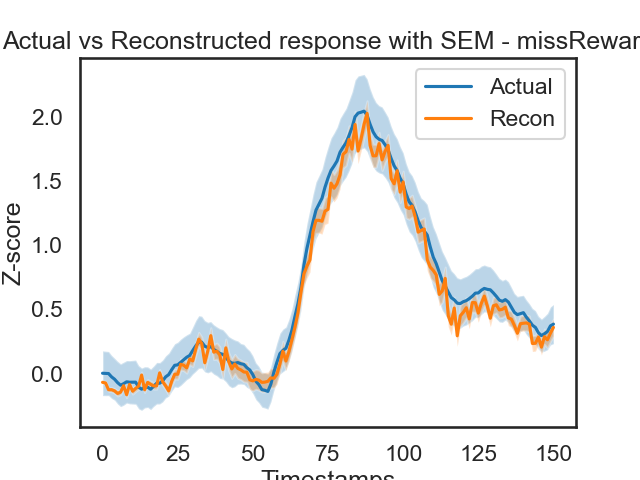 Actual vs Reconstructed response with SEM - missRewar
Actual
Recon
Z-score
2.0
1.5
1.0
0.5
0.0
0 25 50 75 100 125 150
Timestamps